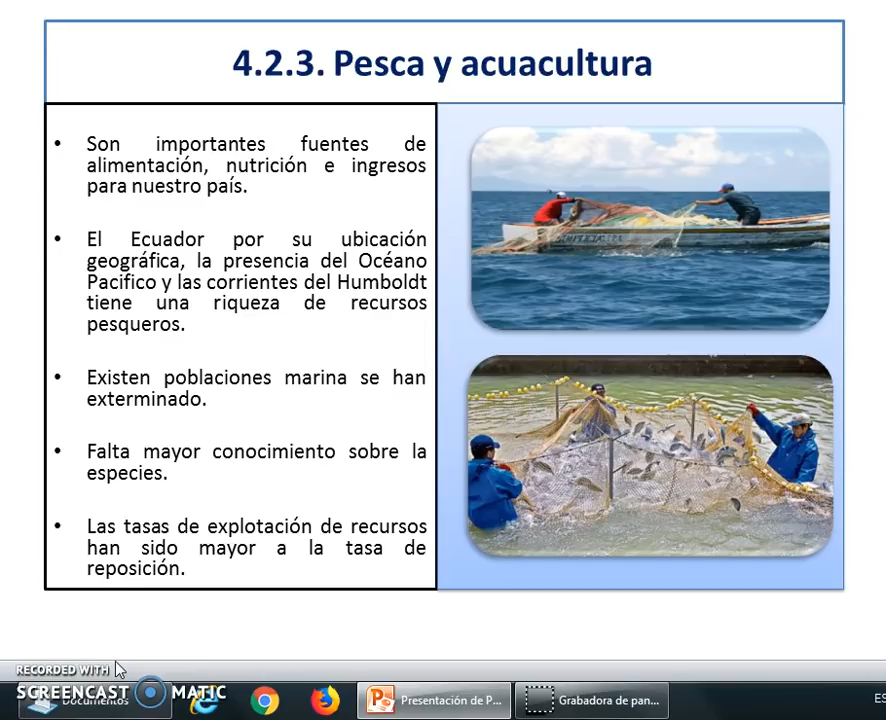 4.2.3. Pesca y acuacultura
• Son importantes fuentes de
alimentación, nutrición e ingresos
para nuestro país.
• El Ecuador por su ubicación
geográfica, la presencia del Océano
Pacifico y las corrientes del Humboldt
tiene una riqueza de recursos
pesqueros.
• Existen poblaciones marina se han
exterminado.
• Falta mayor conocimiento sobre la
especies.
• Las tasas de explotación de recursos
han sido mayor a la tasa de
reposición.
RECORDED WITH
SCREENCAST MATIC
Documentos
Presentación de P...
Grabadora de pan...
ES